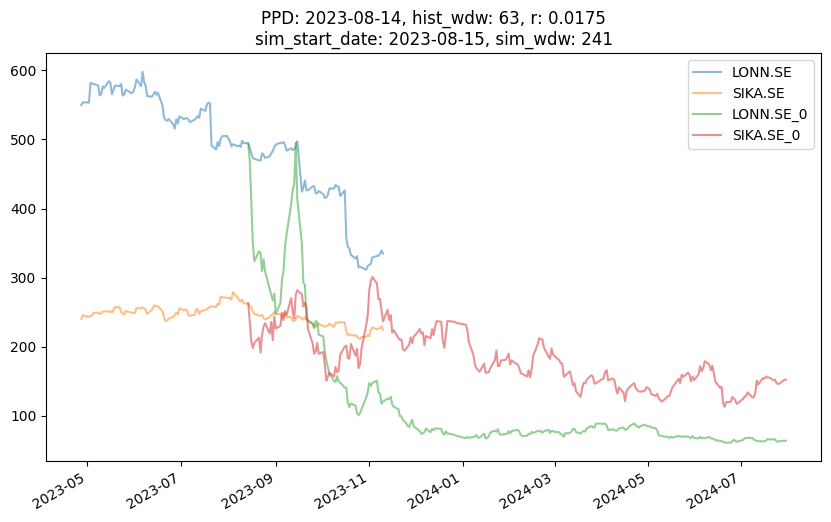 PPD: 2023-08-14, hist_wdw: 63, r: 0.0175
sim_start_date: 2023-08-15, sim_wdw: 241
LONN.SE
SIKA.SE
LONN.SE_0
SIKA.SE_0
600
500
400
300
200
100
2023-05
2023-07
2023-09
2023-11
2024-01
2024-03
2024-05
2024-07